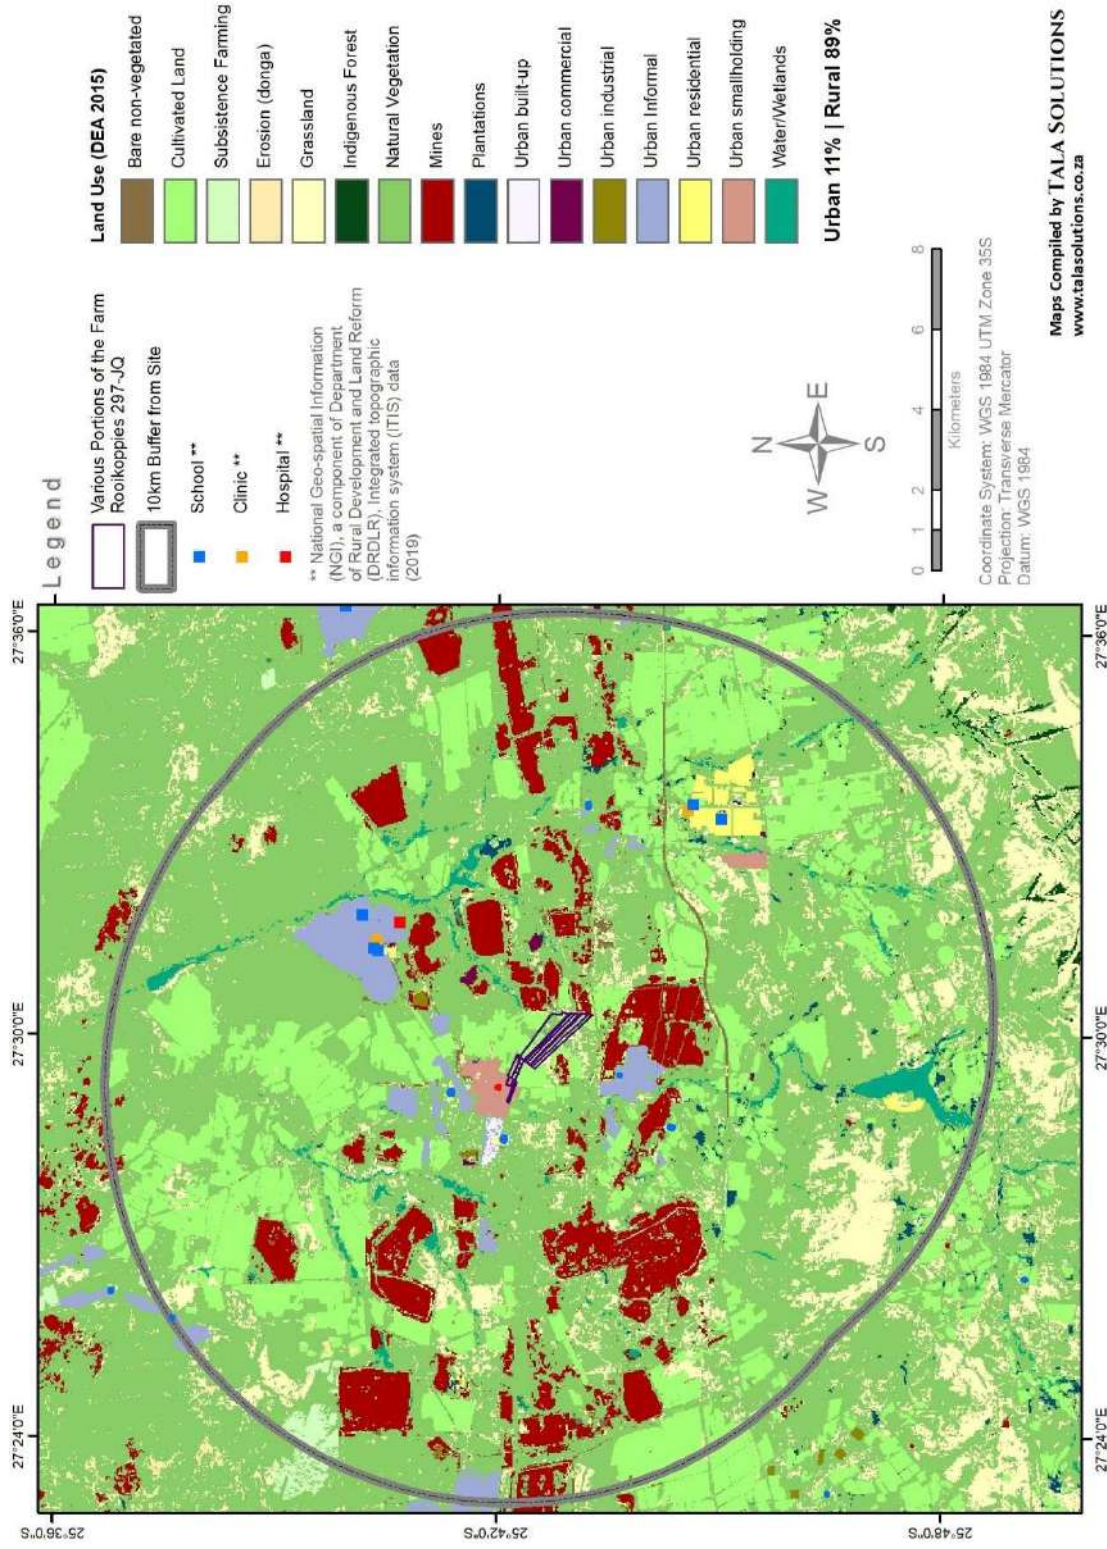 Legend
Various Portions of the Farm
Rooikoppies 297-JQ
10km Buffer from Site
School **
Clinic **
Hospital **
** National Geo-spatial Information
(NGI), a component of Department
of Rural Development and Land Reform
(DRDLR), Integrated topographic
information system (ITIS) data
(2019)
Land Use (DEA 2015)
Bare non-vegetated
Cultivated Land
Subsistence Farming
Erosion (donga)
Grassland
Indigenous Forest
Natural Vegetation
Mines
Plantations
Urban built-up
Urban commercial
Urban industrial
Urban Informal
Urban residential
Urban smallholding
Water/Wetlands
Urban 11% | Rural 89%
N
W E
S
0 1 2 4 6 8
Kilometers
Coordinate System: WGS 1984 UTM Zone 35S
Projection: Transverse Mercator
Datum: WGS 1984
Maps Compiled by TALA SOLUTIONS
www.talasolutions.co.za
27°24'0"E
27°30'0"E
27°36'0"E
25°36'0"S
25°42'0"S
25°48'0"S
27°24'0"E
27°30'0"E
27°36'0"E